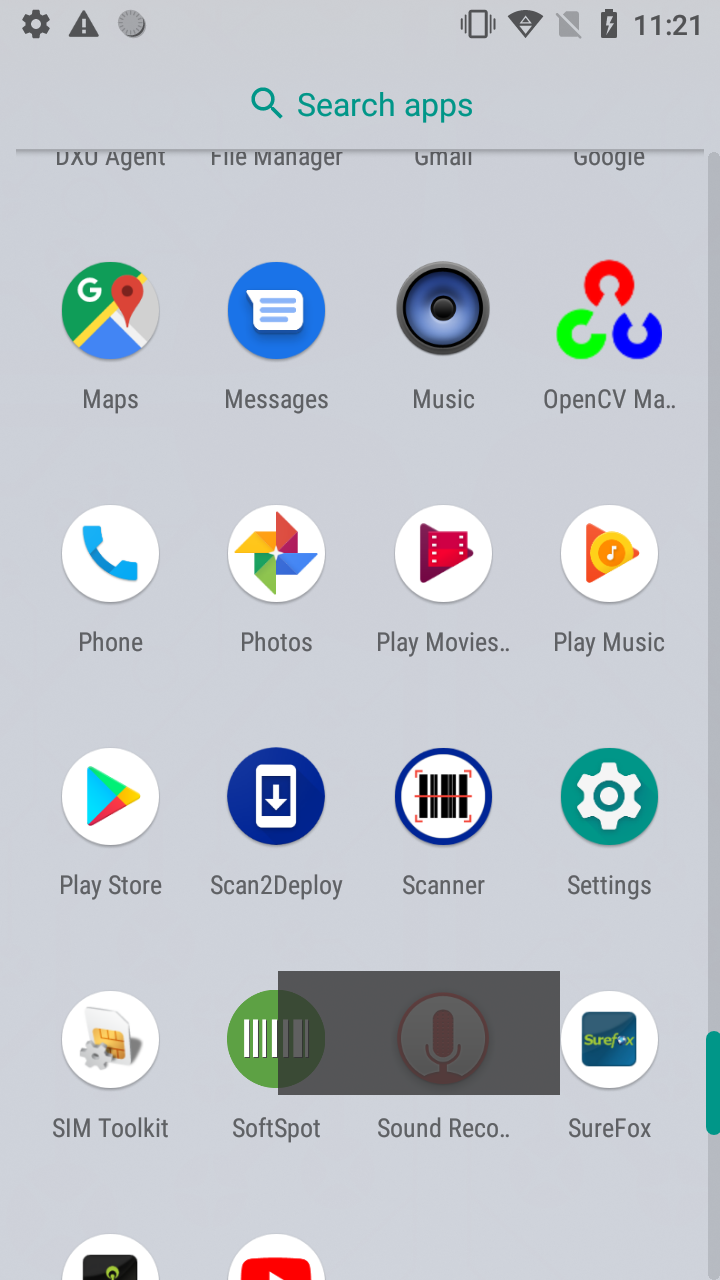 11:21
Search apps
DXU Agent File Manager Gmail Google
Maps Messages Music OpenCV Ma..
Phone Photos Play Movies.. Play Music
Play Store Scan2Deploy Scanner Settings
Surefox
SIM Toolkit SoftSpot Sound Reco.. SureFox